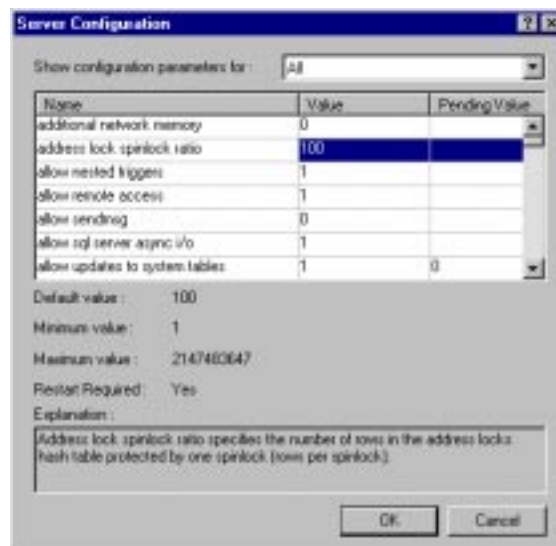 Server Configuration
Show configuration parameters for : All
Name Value Pending Value
additional network memory 0
address lock spinlock ratio 100
allow nested triggers 1
allow remote access 1
allow sendmsg 0
allow sql server async i/o 1
allow updates to system tables 1 0
Default value : 100
Minimum value : 1
Maximum value : 2147483647
Restart Required : Yes
Explanation :
Address lock spinlock ratio specifies the number of rows in the address locks
hash table protected by one spinlock (rows per spinlock).
OK Cancel